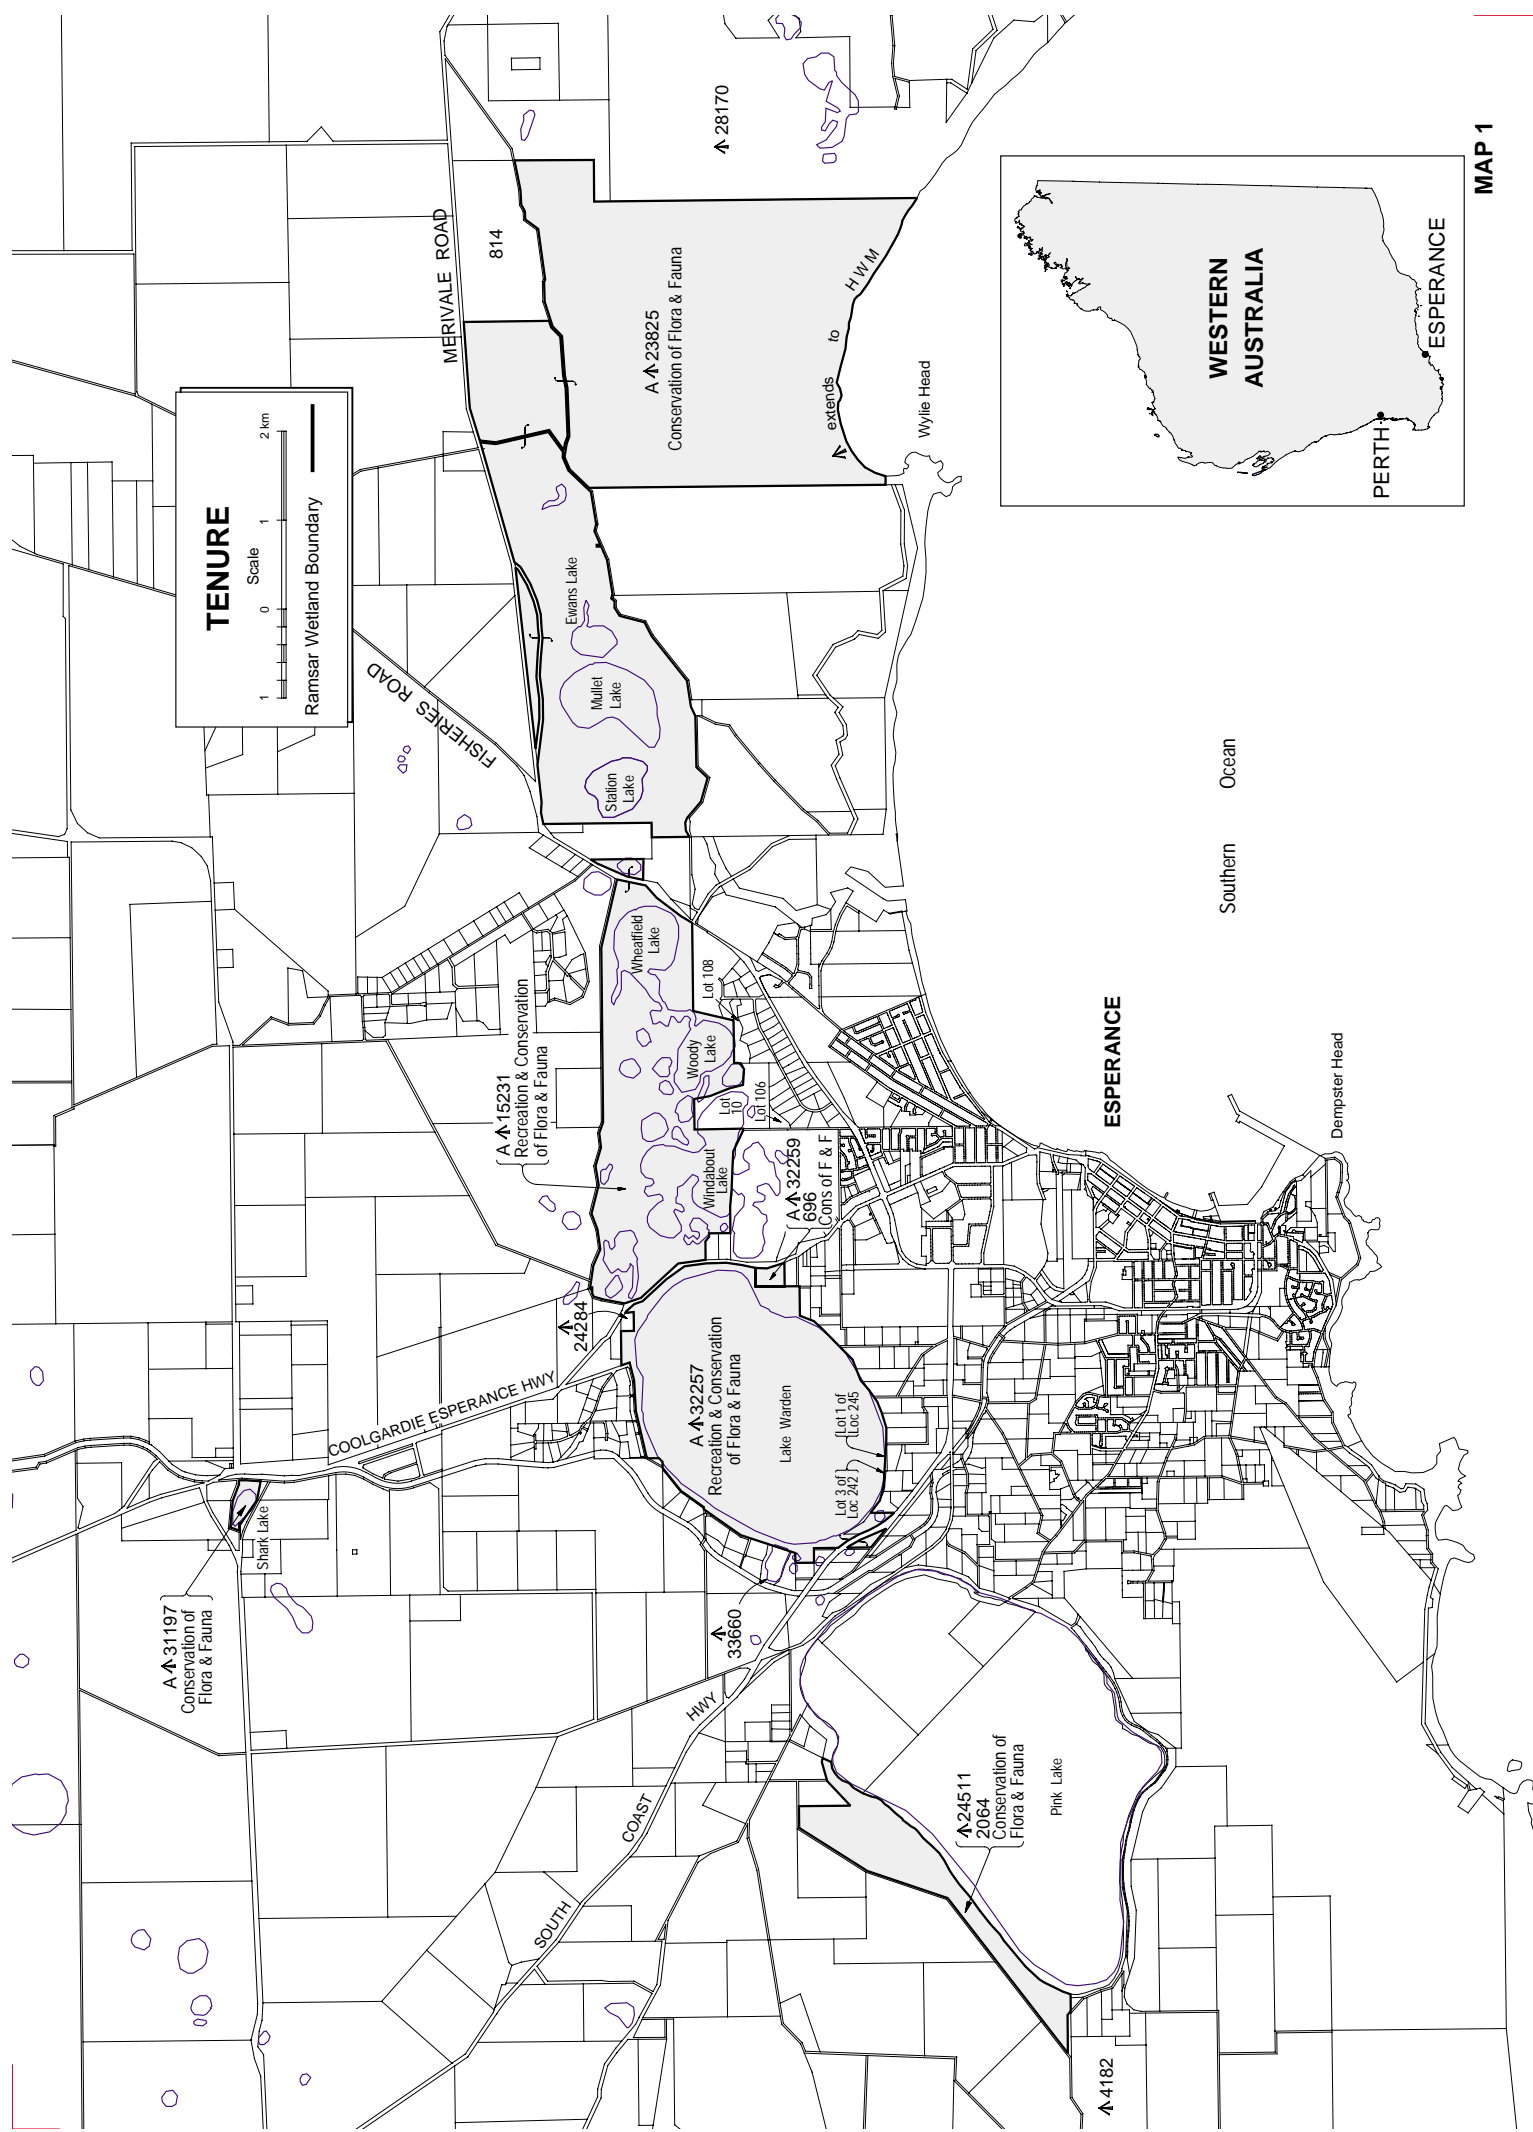 TENURE
Scale
1 0 1 2 km
Ramsar Wetland Boundary
A 31197
Conservation of
Flora & Fauna
Shark Lake
COOLGARDIE ESPERANCE HWY
24284
A 15231
Recreation & Conservation
of Flora & Fauna
FISHERIES ROAD
MERIVALE ROAD
814
28170
A 23825
Conservation of Flora & Fauna
extends to HWM
Wylie Head
Ewans Lake
Mullet
Lake
Station
Lake
Wheatfield
Lake
Woody
Lake
Windabout
Lake
Lot 108
Lot
10
Lot 106
A 32259
696
Cons of F & F
A 32257
Recreation & Conservation
of Flora & Fauna
Lake Warden
Lot 3 of
Loc 242
Lot 1 of
Loc 245
33660
SOUTH COAST HWY
24511
2064
Conservation of
Flora & Fauna
Pink Lake
4182
ESPERANCE
Dempster Head
Southern Ocean
WESTERN
AUSTRALIA
PERTH
ESPERANCE
MAP 1